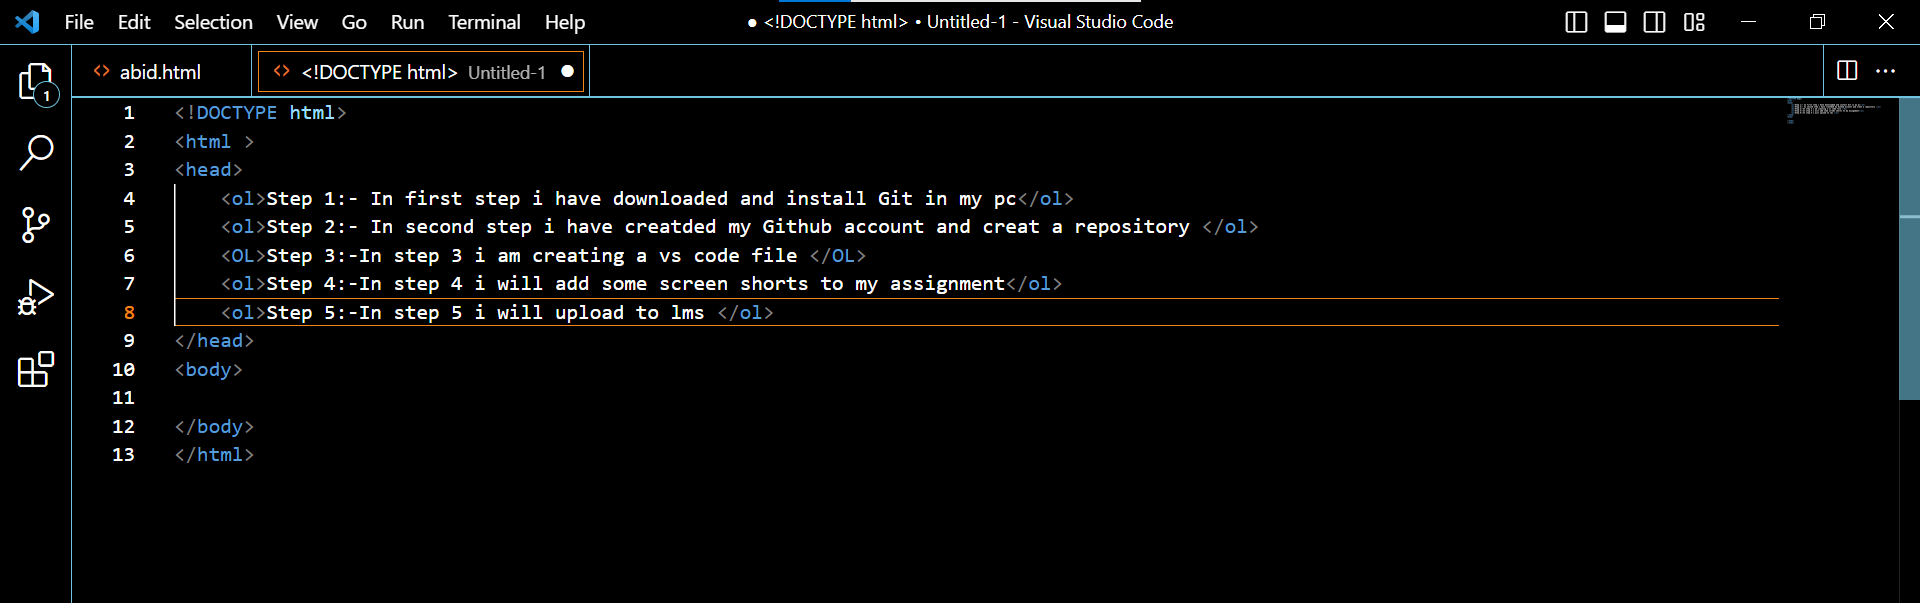 File Edit Selection View Go Run Terminal Help ● <!DOCTYPE html> • Untitled-1 - Visual Studio Code
<> abid.html <> <!DOCTYPE html> Untitled-1 ●
1
1 <!DOCTYPE html>
2 <html >
3 <head>
4 <ol>Step 1:- In first step i have downloaded and install Git in my pc</ol>
5 <ol>Step 2:- In second step i have creatded my Github account and creat a repository </ol>
6 <OL>Step 3:-In step 3 i am creating a vs code file </OL>
7 <ol>Step 4:-In step 4 i will add some screen shorts to my assignment</ol>
8 <ol>Step 5:-In step 5 i will upload to lms </ol>
9 </head>
10 <body>
11
12 </body>
13 </html>